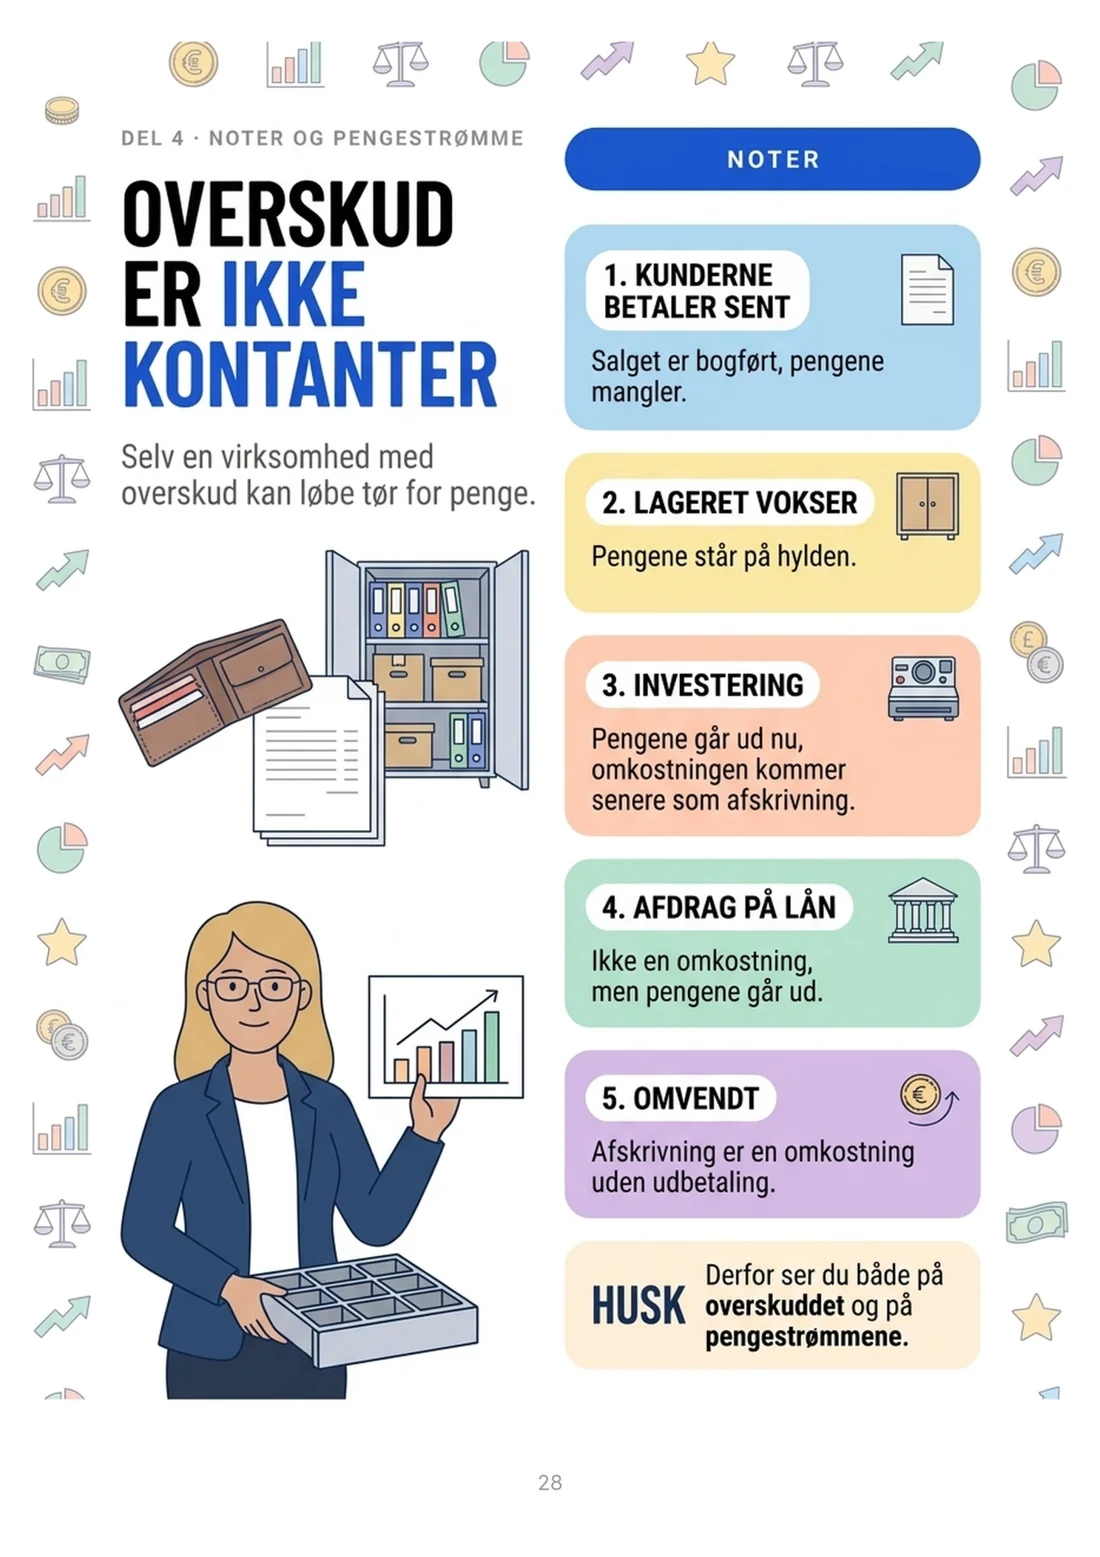 DEL 4 · NOTER OG PENGESTRØMME
OVERSKUD
ER IKKE
KONTANTER
Selv en virksomhed med
overskud kan løbe tør for penge.
NOTER
1. KUNDERNE
BETALER SENT
Salget er bogført, pengene
mangler.
2. LAGERET VOKSER
Pengene står på hylden.
3. INVESTERING
Pengene går ud nu,
omkostningen kommer
senere som afskrivning.
4. AFDRAG PÅ LÅN
Ikke en omkostning,
men pengene går ud.
5. OMVENDT
Afskrivning er en omkostning
uden udbetaling.
HUSK
Derfor ser du både på
overskuddet og på
pengestrømmene.
28